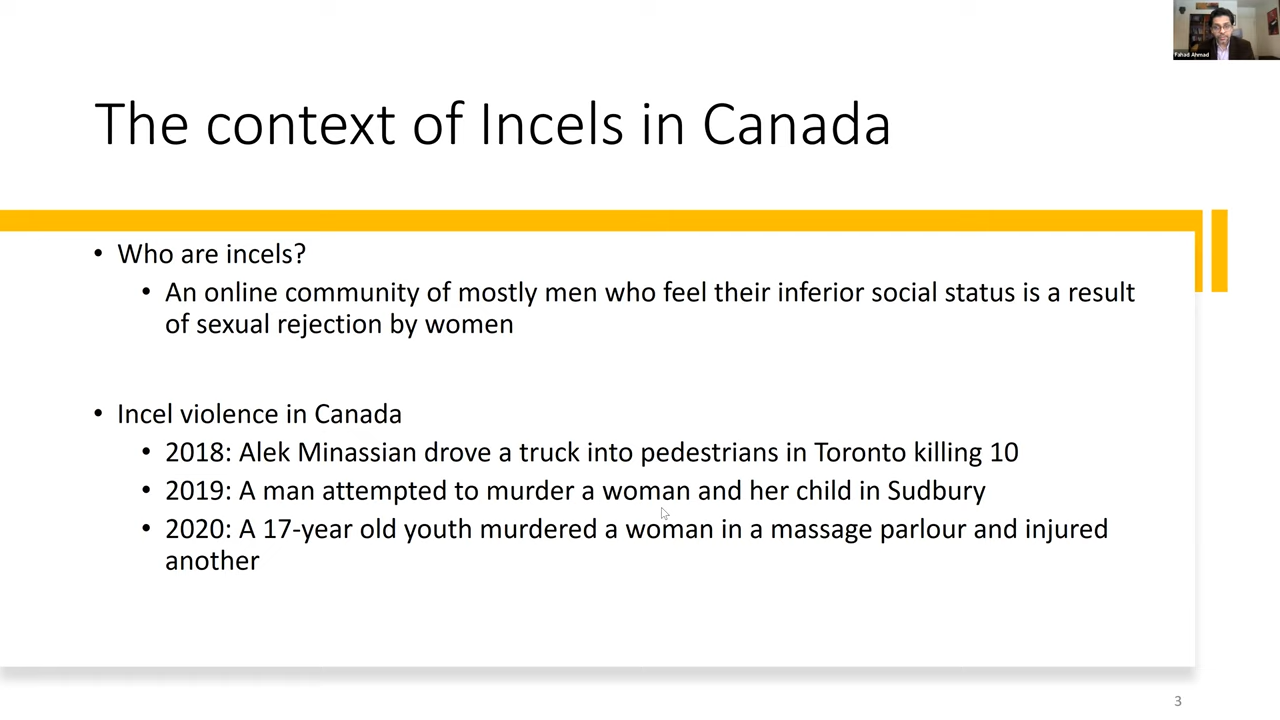 Fahad Ahmad
The context of Incels in Canada
• Who are incels?
• An online community of mostly men who feel their inferior social status is a result
of sexual rejection by women
• Incel violence in Canada
• 2018: Alek Minassian drove a truck into pedestrians in Toronto killing 10
• 2019: A man attempted to murder a woman and her child in Sudbury
• 2020: A 17-year old youth murdered a woman in a massage parlour and injured
another
3